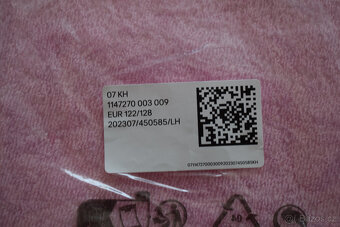 07 KH
1147270 003 009
EUR 122/128
202307/450585/LH